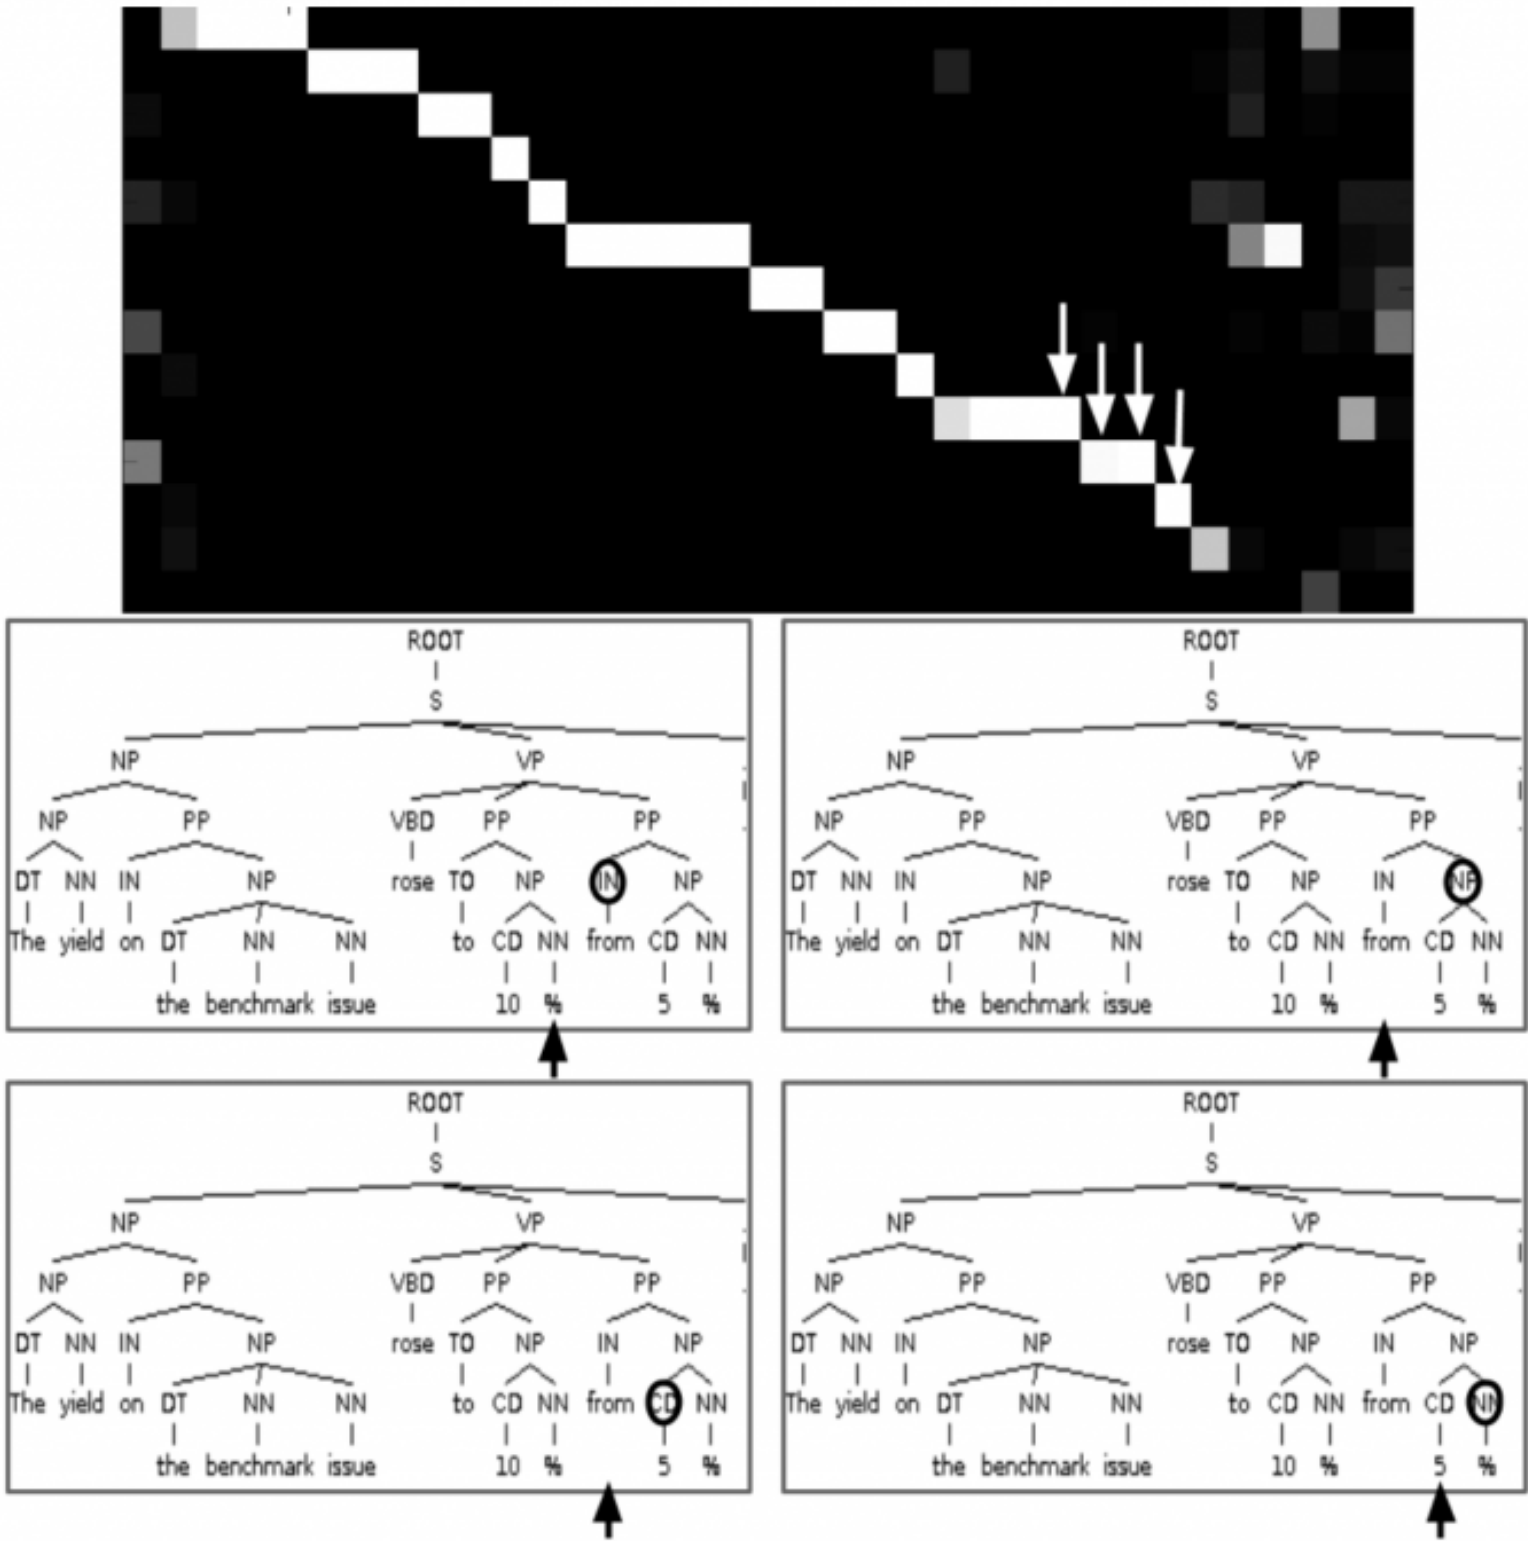 ROOT
S
NP VP
NP PP VBD PP PP
DT NN IN NP rose TO NP IN NP
The yield on DT NN NN to CD NN from CD NN
the benchmark issue 10 % 5 %
ROOT
S
NP VP
NP PP VBD PP PP
DT NN IN NP rose TO NP IN NP
The yield on DT NN NN to CD NN from CD NN
the benchmark issue 10 % 5 %
ROOT
S
NP VP
NP PP VBD PP PP
DT NN IN NP rose TO NP IN NP
The yield on DT NN NN to CD NN from CD NN
the benchmark issue 10 % 5 %
ROOT
S
NP VP
NP PP VBD PP PP
DT NN IN NP rose TO NP IN NP
The yield on DT NN NN to CD NN from CD NN
the benchmark issue 10 % 5 %